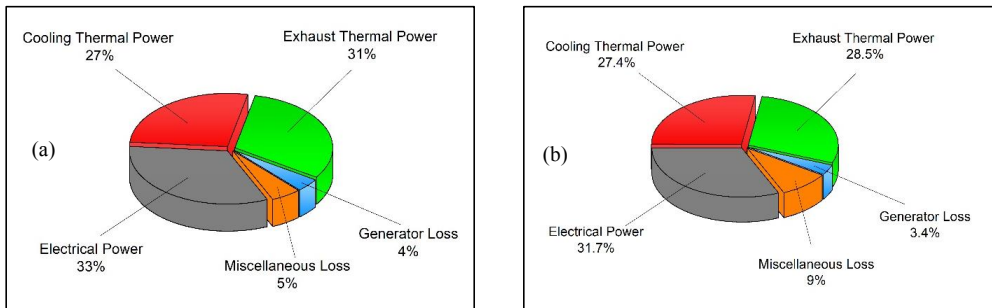 (a)
Cooling Thermal Power
27%
Exhaust Thermal Power
31%
Electrical Power
33%
Miscellaneous Loss
5%
Generator Loss
4%
(b)
Cooling Thermal Power
27.4%
Exhaust Thermal Power
28.5%
Electrical Power
31.7%
Miscellaneous Loss
9%
Generator Loss
3.4%